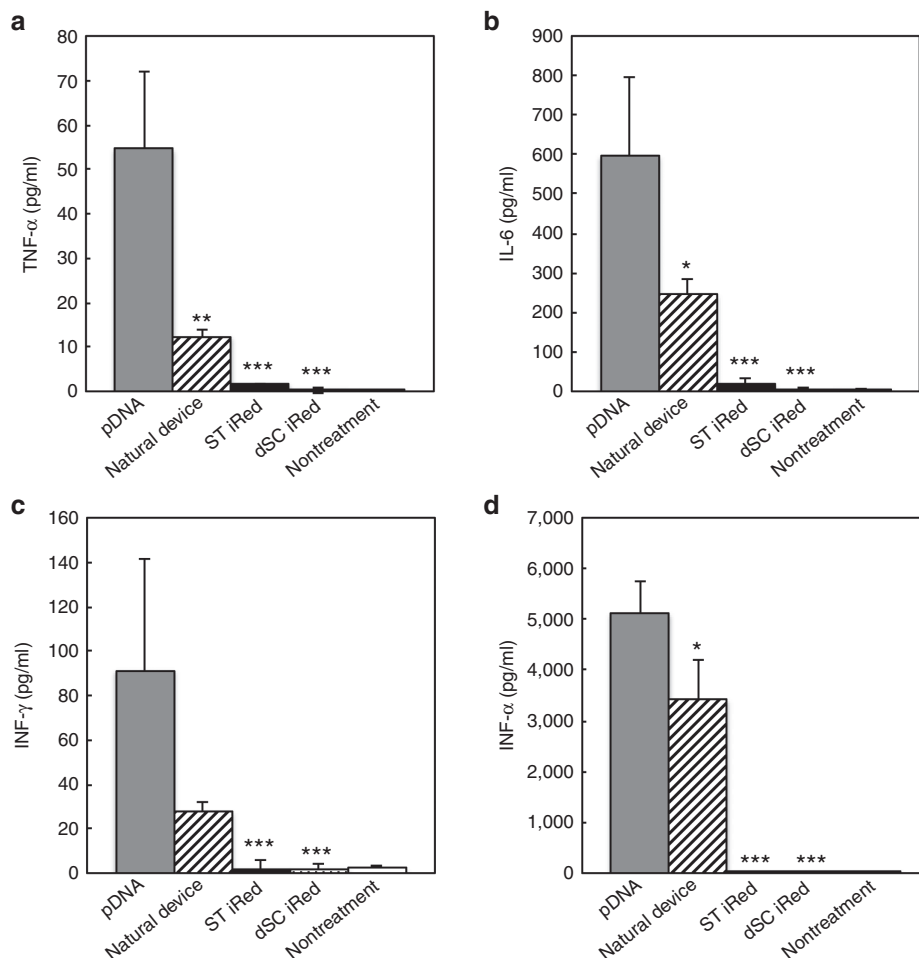 a
80
70
60
50
40
30
20
10
0
TNF-α (pg/ml)
**
***
***
pDNA
Natural device
ST iRed
dSC iRed
Nontreatment
b
900
800
700
600
500
400
300
200
100
0
IL-6 (pg/ml)
*
***
***
pDNA
Natural device
ST iRed
dSC iRed
Nontreatment
c
160
140
120
100
80
60
40
20
0
INF-γ (pg/ml)
***
***
pDNA
Natural device
ST iRed
dSC iRed
Nontreatment
d
7,000
6,000
5,000
4,000
3,000
2,000
1,000
0
INF-α (pg/ml)
*
***
***
pDNA
Natural device
ST iRed
dSC iRed
Nontreatment